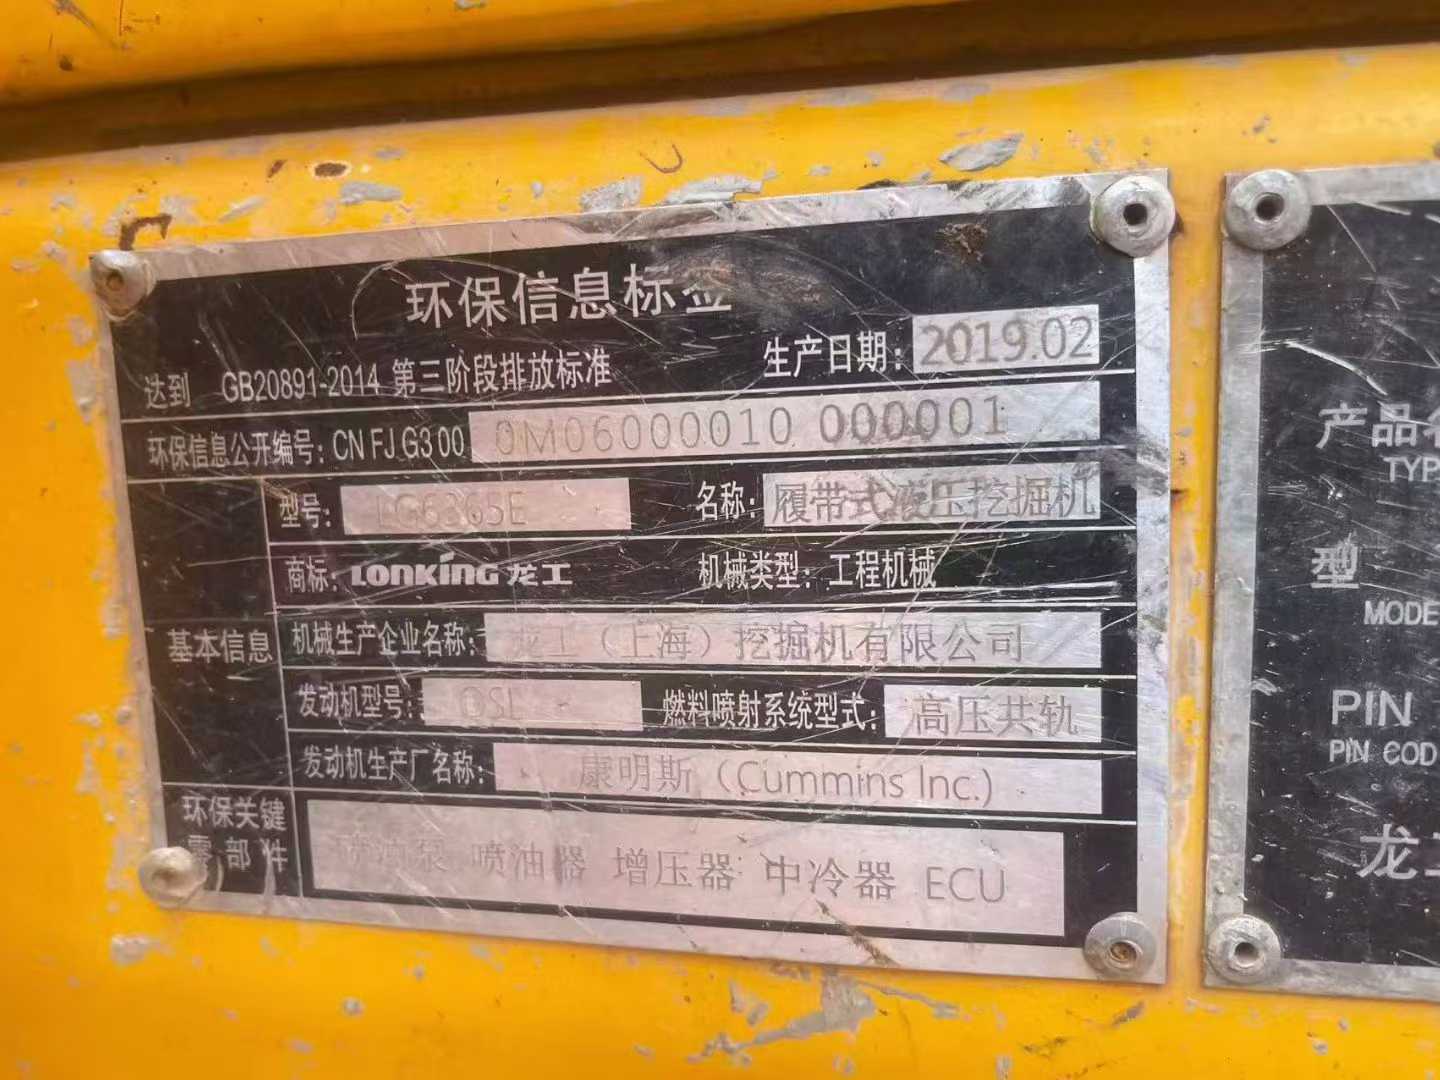 环保信息标签
达到 GB20891-2014 第三阶段排放标准 生产日期: 2019.02
环保信息公开编号: CN FJ G3 00 0M06000010 000001
型号: LG6365E 名称: 履带式液压挖掘机
商标: LONKING 龙工 机械类型: 工程机械
基本信息
机械生产企业名称: 龙工（上海）挖掘机有限公司
发动机型号: QSL 燃料喷射系统型式: 高压共轨
发动机生产厂名称: 康明斯（Cummins Inc.)
环保关键
零部件
喷油泵 喷油器 增压器 中冷器 ECU
产品
TYP
型
MODE
PIN
PIN COD
龙